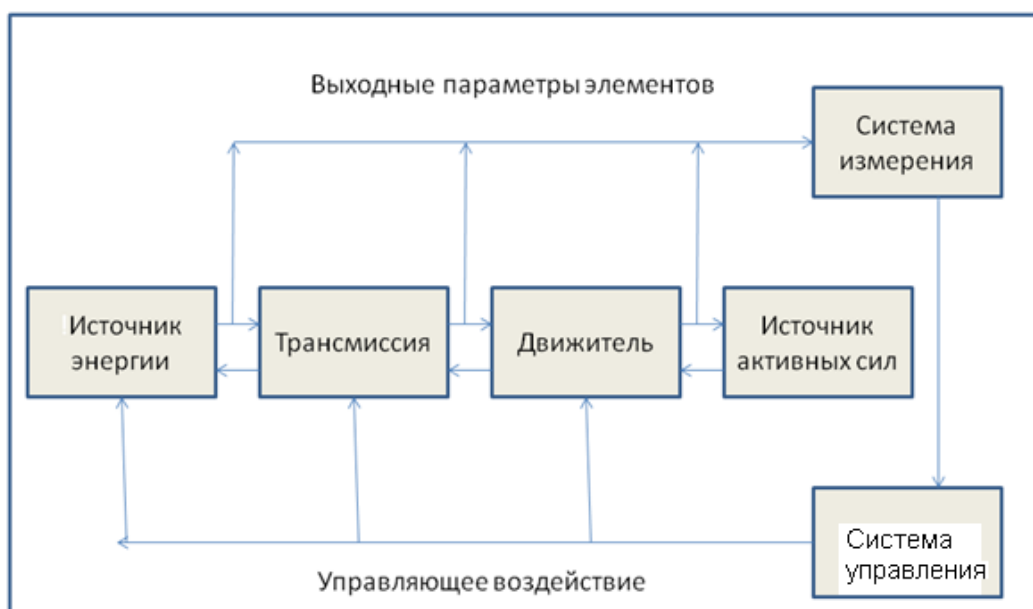 Выходные параметры элементов
Система
измерения
Источник
энергии
Трансмиссия
Движитель
Источник
активных сил
Система
управления
Управляющее воздействие